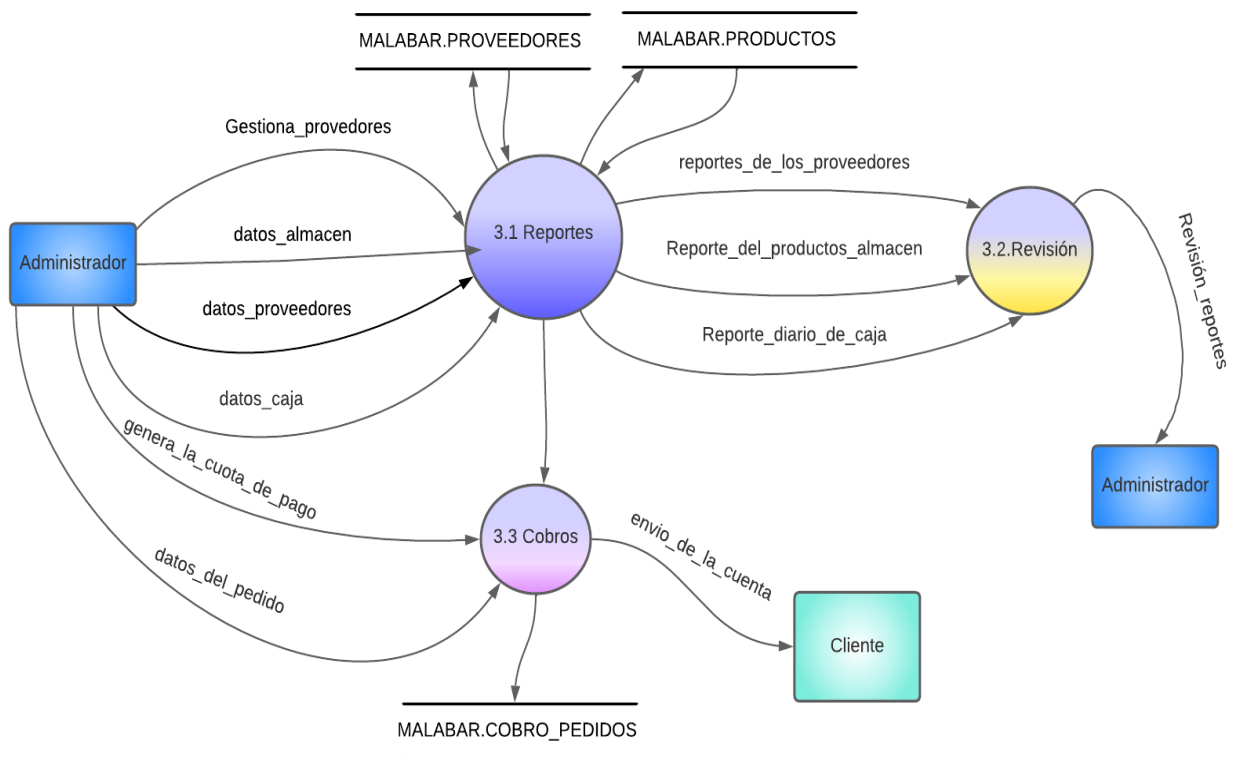 MALABAR.PROVEEDORES
MALABAR.PRODUCTOS
Gestiona_provedores
reportes_de_los_proveedores
datos_almacen
3.1 Reportes
Reporte_del_productos_almacen
3.2.Revisión
Revisión_reportes
Administrador
datos_proveedores
Reporte_diario_de_caja
datos_caja
genera_la_cuota_de_pago
Administrador
3.3 Cobros
envio_de_la_cuenta
datos_del_pedido
Cliente
MALABAR.COBRO_PEDIDOS